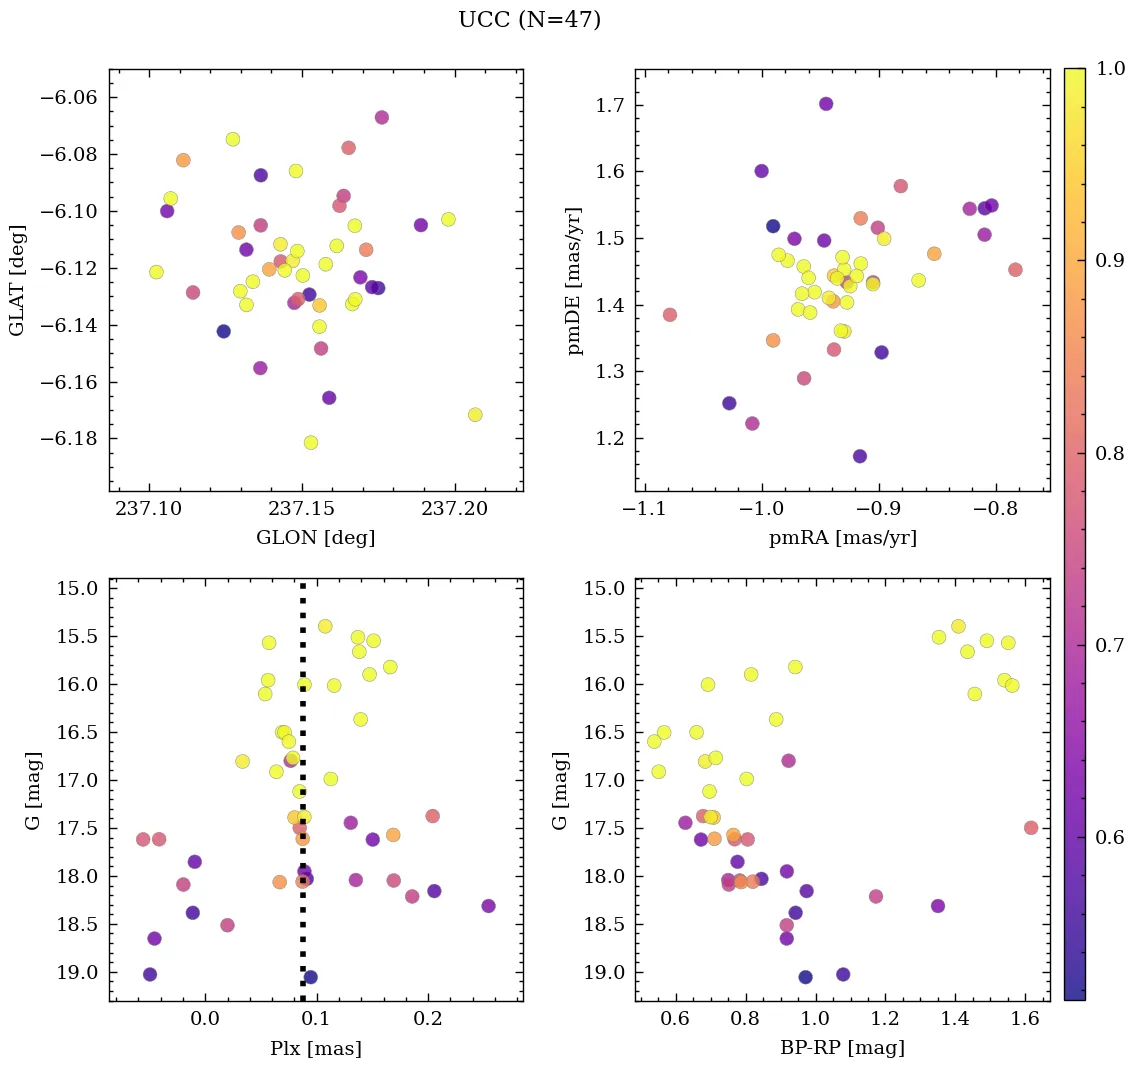 UCC (N=47)
−6.06
−6.08
−6.10
−6.12
−6.14
−6.16
−6.18
GLAT [deg]
237.10 237.15 237.20
GLON [deg]
1.7
1.6
1.5
1.4
1.3
1.2
pmDE [mas/yr]
−1.1 −1.0 −0.9 −0.8
pmRA [mas/yr]
1.0
0.9
0.8
0.7
0.6
15.0
15.5
16.0
16.5
17.0
17.5
18.0
18.5
19.0
G [mag]
0.0 0.1 0.2
Plx [mas]
15.0
15.5
16.0
16.5
17.0
17.5
18.0
18.5
19.0
G [mag]
0.6 0.8 1.0 1.2 1.4 1.6
BP-RP [mag]